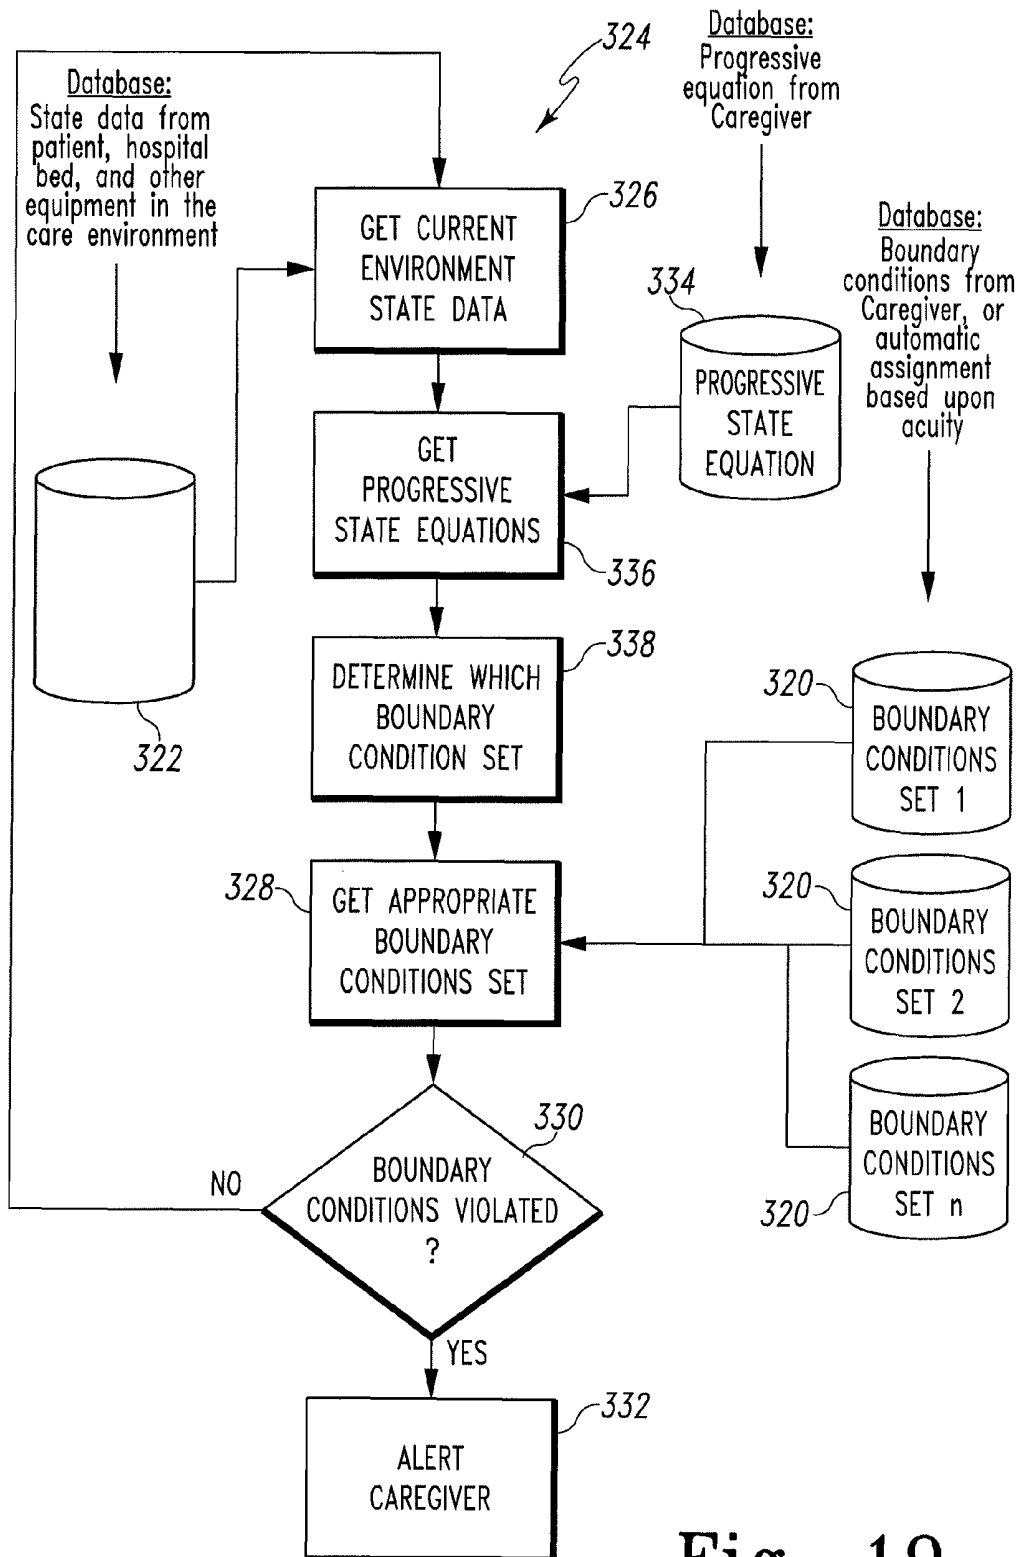 324
Database:
Progressive
equation from
Caregiver
Database:
State data from
patient, hospital
bed, and other
equipment in the
care environment
326
GET CURRENT
ENVIRONMENT
STATE DATA
Database:
Boundary
conditions from
Caregiver, or
automatic
assignment
based upon
acuity
334
PROGRESSIVE
STATE
EQUATION
GET
PROGRESSIVE
STATE EQUATIONS
336
322
338
DETERMINE WHICH
BOUNDARY
CONDITION SET
320
BOUNDARY
CONDITIONS
SET 1
328
GET APPROPRIATE
BOUNDARY
CONDITIONS SET
320
BOUNDARY
CONDITIONS
SET 2
330
BOUNDARY
CONDITIONS VIOLATED
?
NO
YES
BOUNDARY
CONDITIONS
SET n
320
332
ALERT
CAREGIVER
Fig. 19